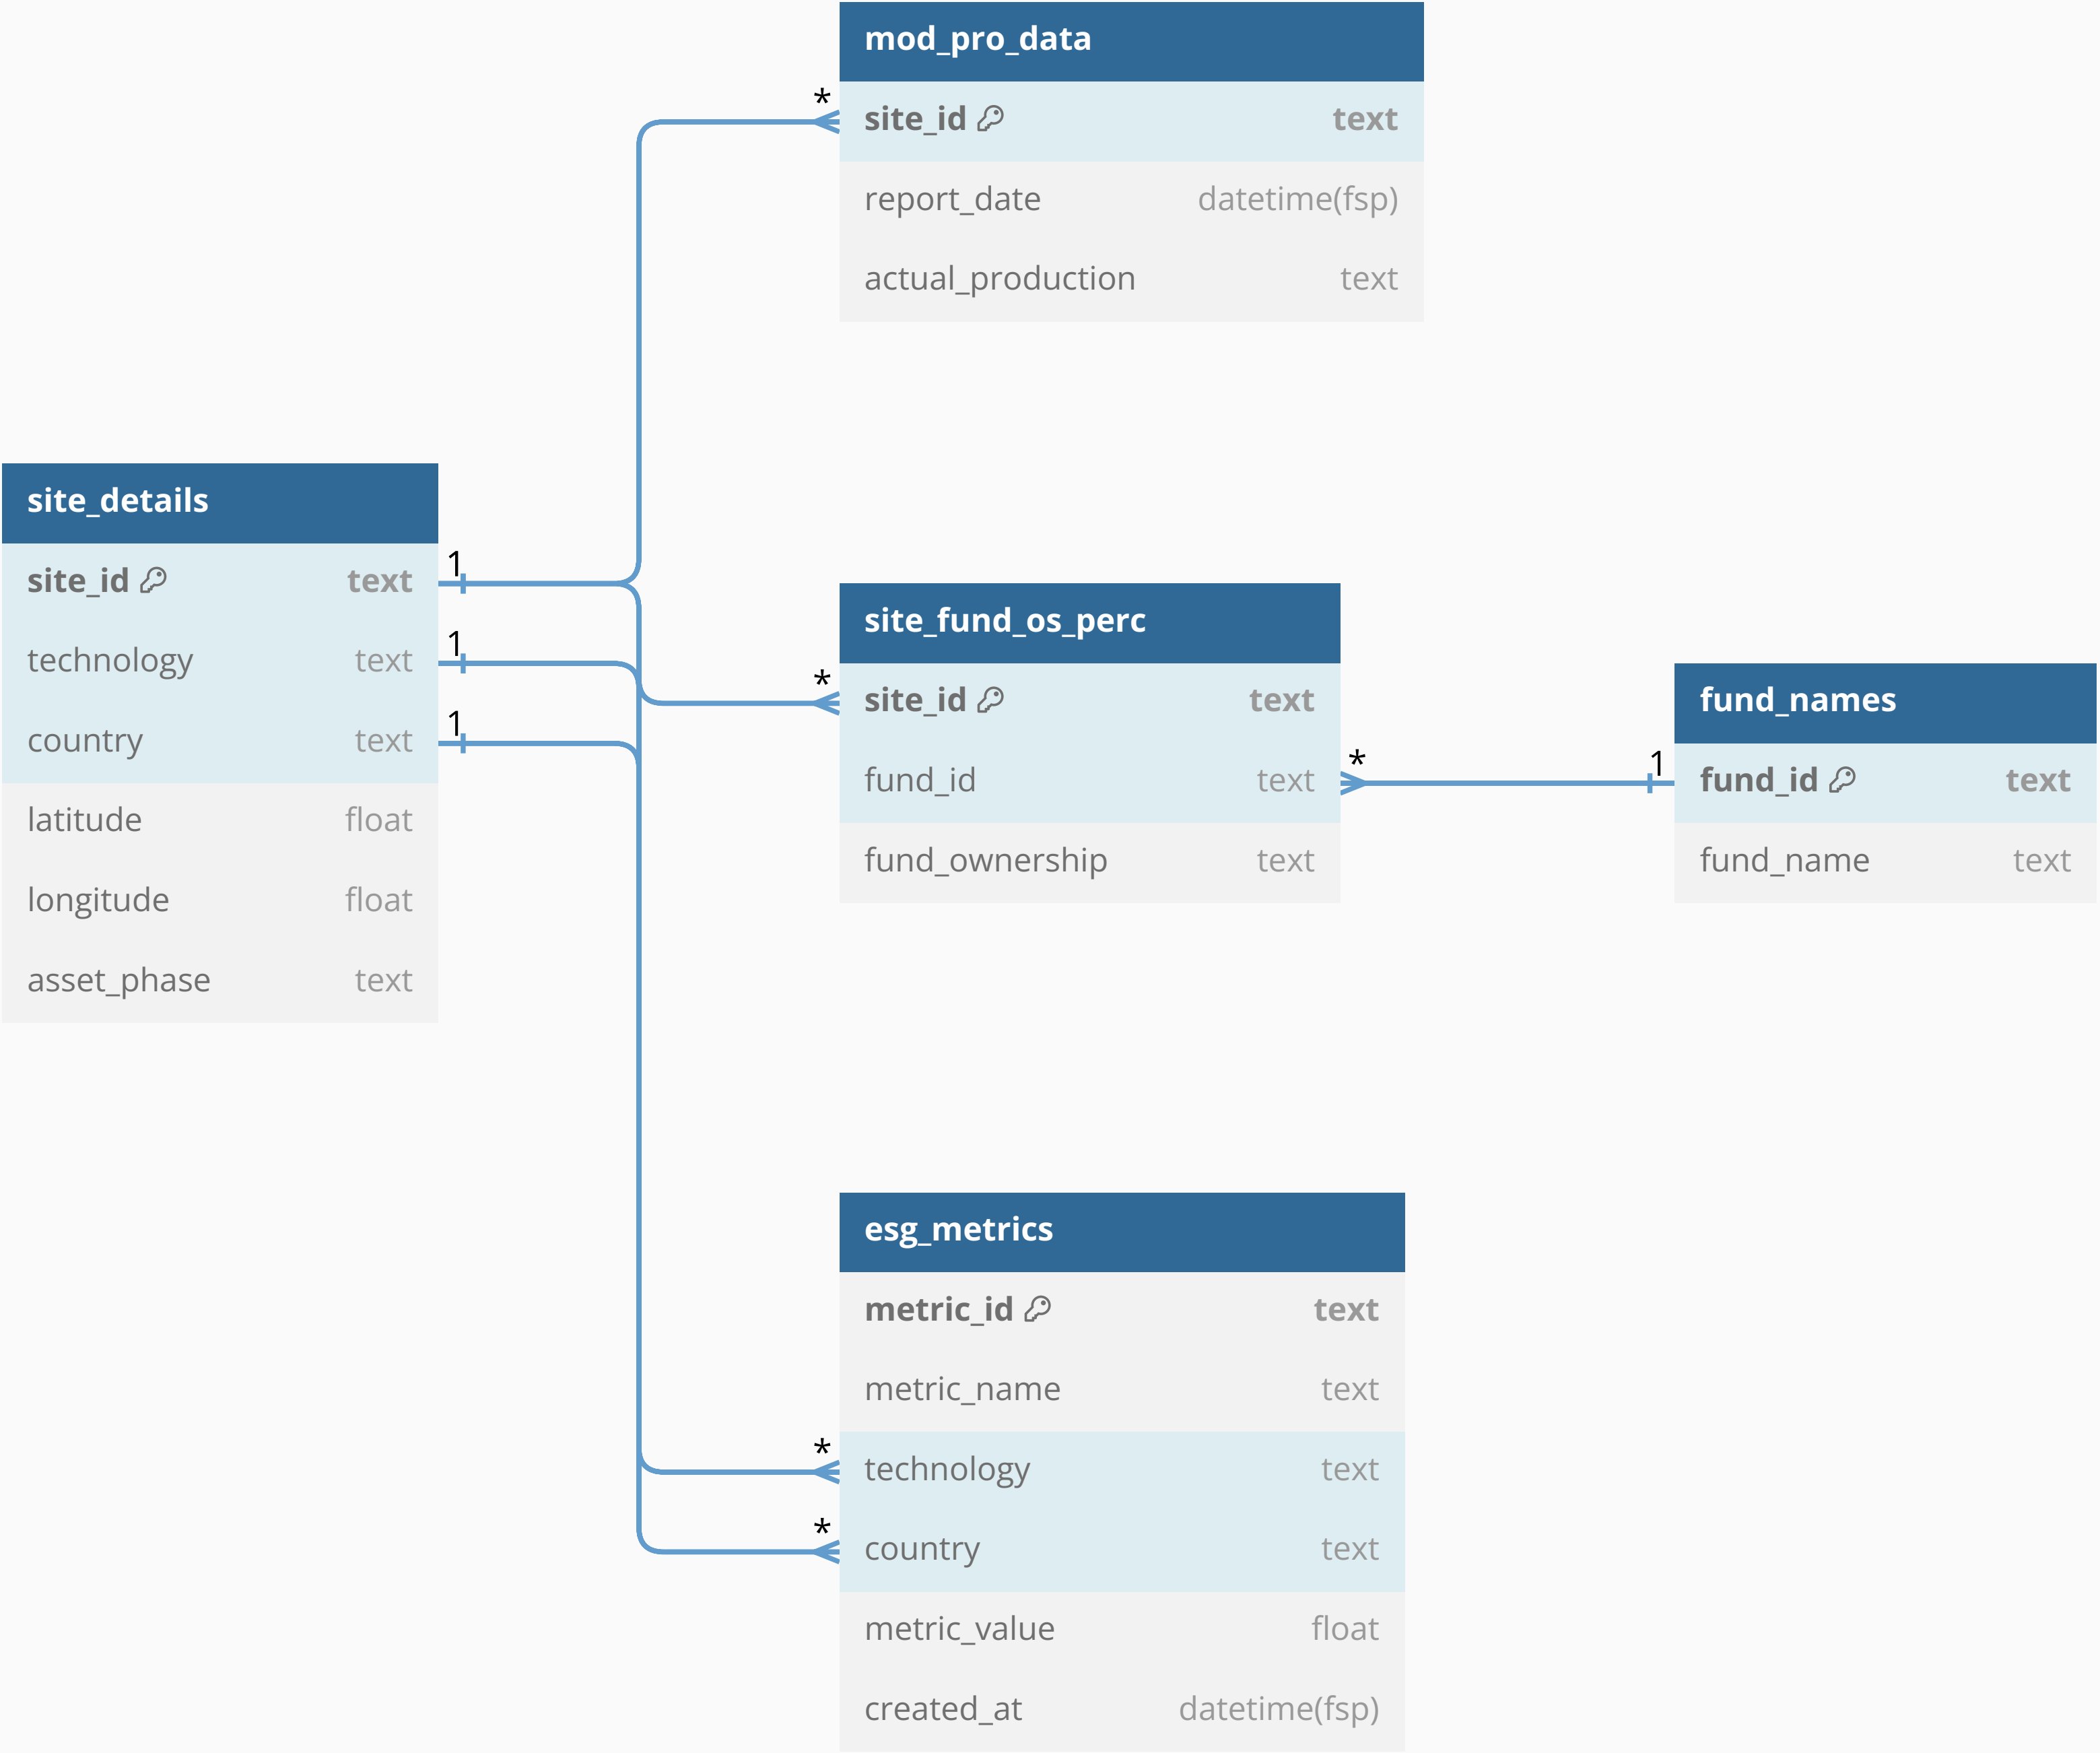 mod_pro_data
*
site_id text
report_date datetime(fsp)
actual_production text
site_details
site_id text
1
technology text
1
country text
1
latitude float
longitude float
asset_phase text
site_fund_os_perc
*
site_id text
fund_id text
*
fund_ownership text
fund_names
1
fund_id text
fund_name text
esg_metrics
metric_id text
metric_name text
*
technology text
*
country text
metric_value float
created_at datetime(fsp)